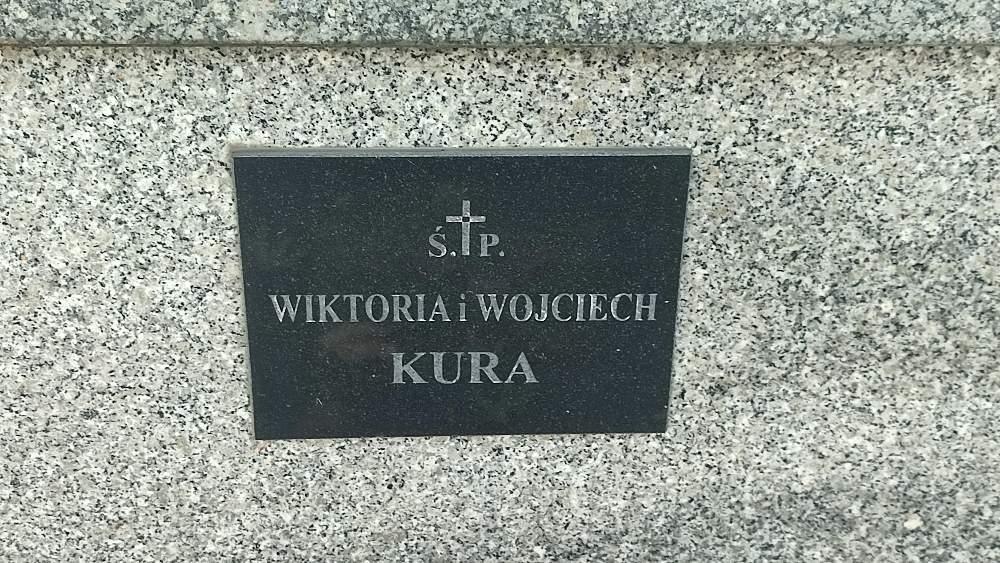 Ś.P.
WIKTORIA i WOJCIECH
KURA